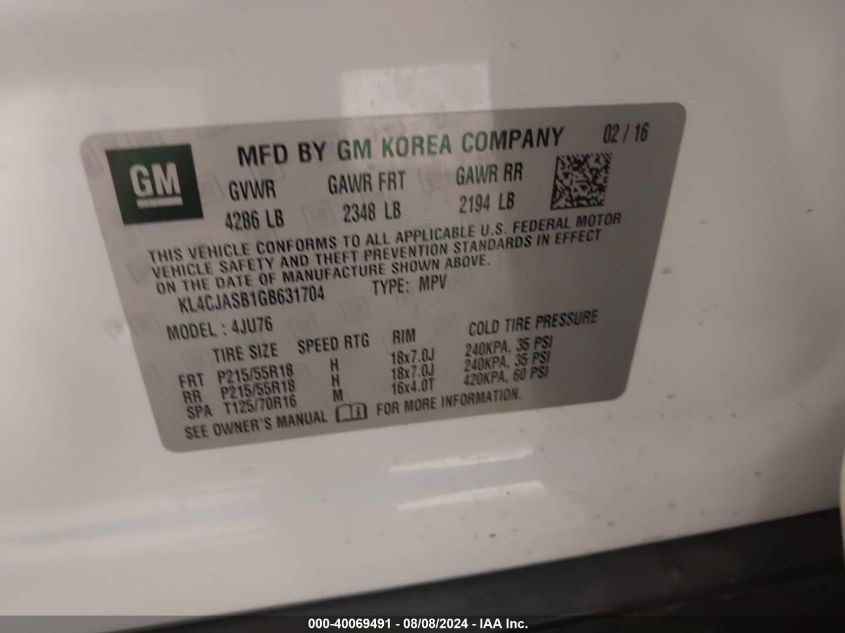 GM
MFD BY GM KOREA COMPANY 02 / 16
GVWR GAWR FRT GAWR RR
4286 LB 2348 LB 2194 LB
THIS VEHICLE CONFORMS TO ALL APPLICABLE U.S. FEDERAL MOTOR
VEHICLE SAFETY AND THEFT PREVENTION STANDARDS IN EFFECT
ON THE DATE OF MANUFACTURE SHOWN ABOVE.
KL4CJASB1GB631704 TYPE: MPV
MODEL : 4JU76
TIRE SIZE SPEED RTG RIM COLD TIRE PRESSURE
FRT P215/55R18 H 18x7.0J 240KPA, 35 PSI
RR P215/55R18 H 18x7.0J 240KPA, 35 PSI
SPA T125/70R16 M 16x4.0T 420KPA, 60 PSI
SEE OWNER'S MANUAL FOR MORE INFORMATION.
000-40069491 - 08/08/2024 - IAA Inc.